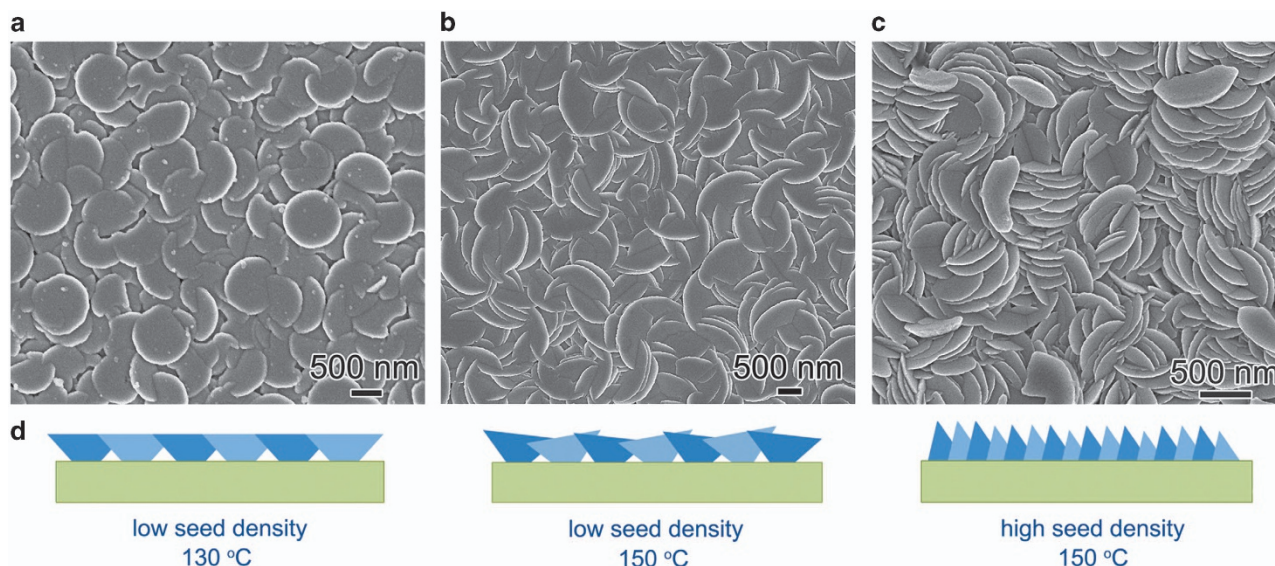 a
b
c
500 nm
500 nm
500 nm
d
low seed density
130 °C
low seed density
150 °C
high seed density
150 °C